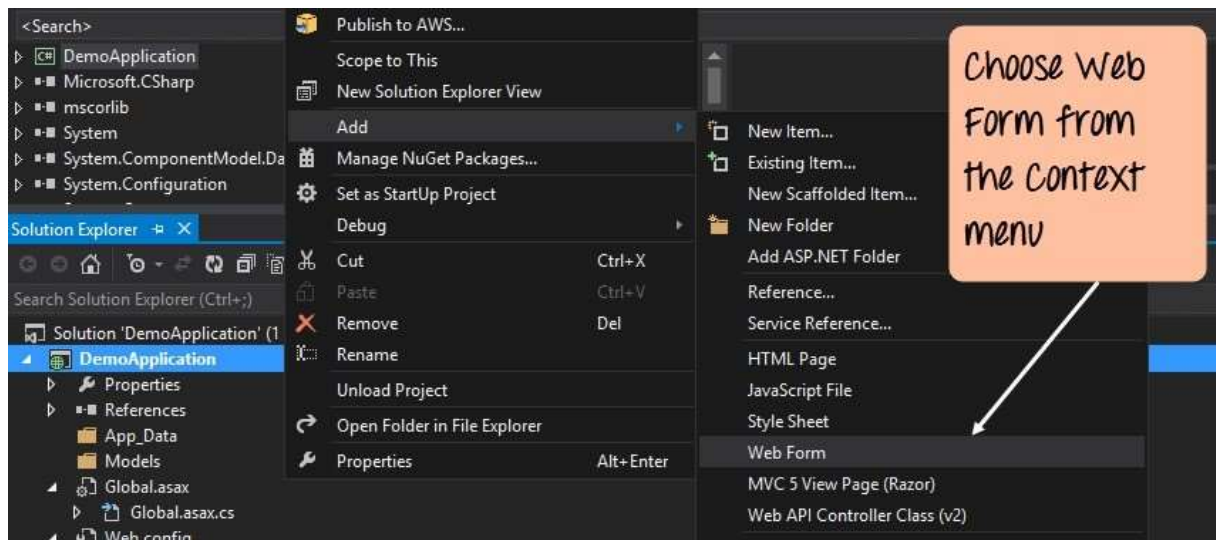 <Search>
DemoApplication
Microsoft.CSharp
mscorlib
System
System.ComponentModel.Da
System.Configuration
Solution Explorer
Search Solution Explorer (Ctrl+;)
Solution 'DemoApplication' (1
DemoApplication
Properties
References
App_Data
Models
Global.asax
Global.asax.cs
Web.config
Publish to AWS...
Scope to This
New Solution Explorer View
Add
Manage NuGet Packages...
Set as StartUp Project
Debug
Cut Ctrl+X
Paste Ctrl+V
Remove Del
Rename
Unload Project
Open Folder in File Explorer
Properties Alt+Enter
New Item...
Existing Item...
New Scaffolded Item...
New Folder
Add ASP.NET Folder
Reference...
Service Reference...
HTML Page
JavaScript File
Style Sheet
Web Form
MVC 5 View Page (Razor)
Web API Controller Class (v2)
Choose Web
Form from
the Context
menu